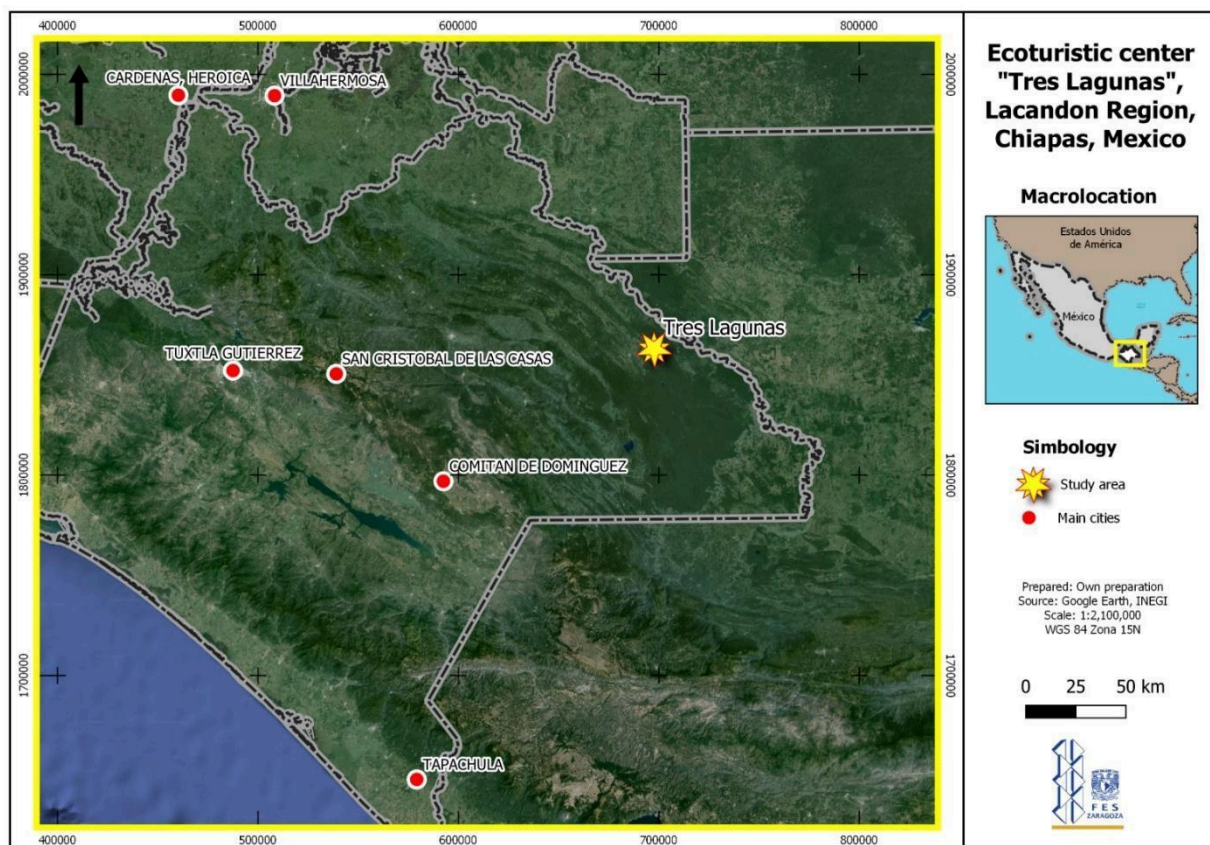 400000 500000 600000 700000 800000
2000000
1900000
1800000
1700000
CARDENAS, HEROICA
VILLAHERMOSA
Tres Lagunas
TUXTLA GUTIERREZ
SAN CRISTOBAL DE LAS CASAS
COMITAN DE DOMINGUEZ
TAPACHULA
2000000
1900000
1800000
1700000
400000 500000 600000 700000 800000
Ecoturistic center
"Tres Lagunas",
Lacandon Region,
Chiapas, Mexico
Macrolocation
Estados Unidos
de América
México
Simbology
Study area
Main cities
Prepared: Own preparation
Source: Google Earth, INEGI
Scale: 1:2,100,000
WGS 84 Zona 15N
0 25 50 km
FES
ZARAGOZA